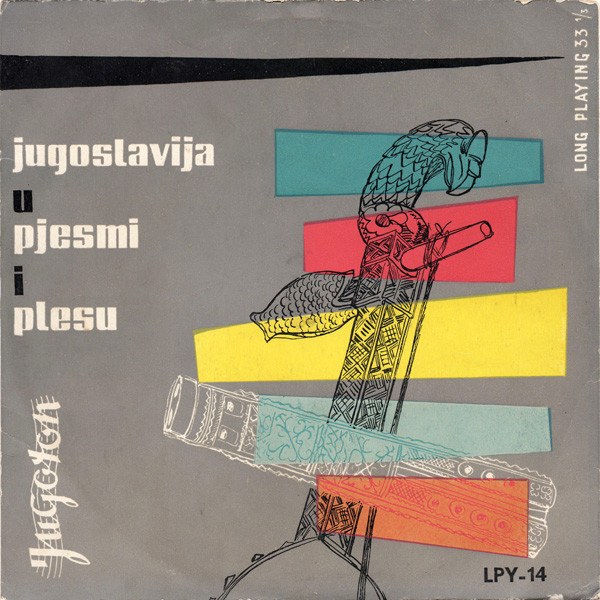 LONG PLAYING 33 1/3
jugoslavija
u
pjesmi
i
plesu
Jugoton
LPY-14